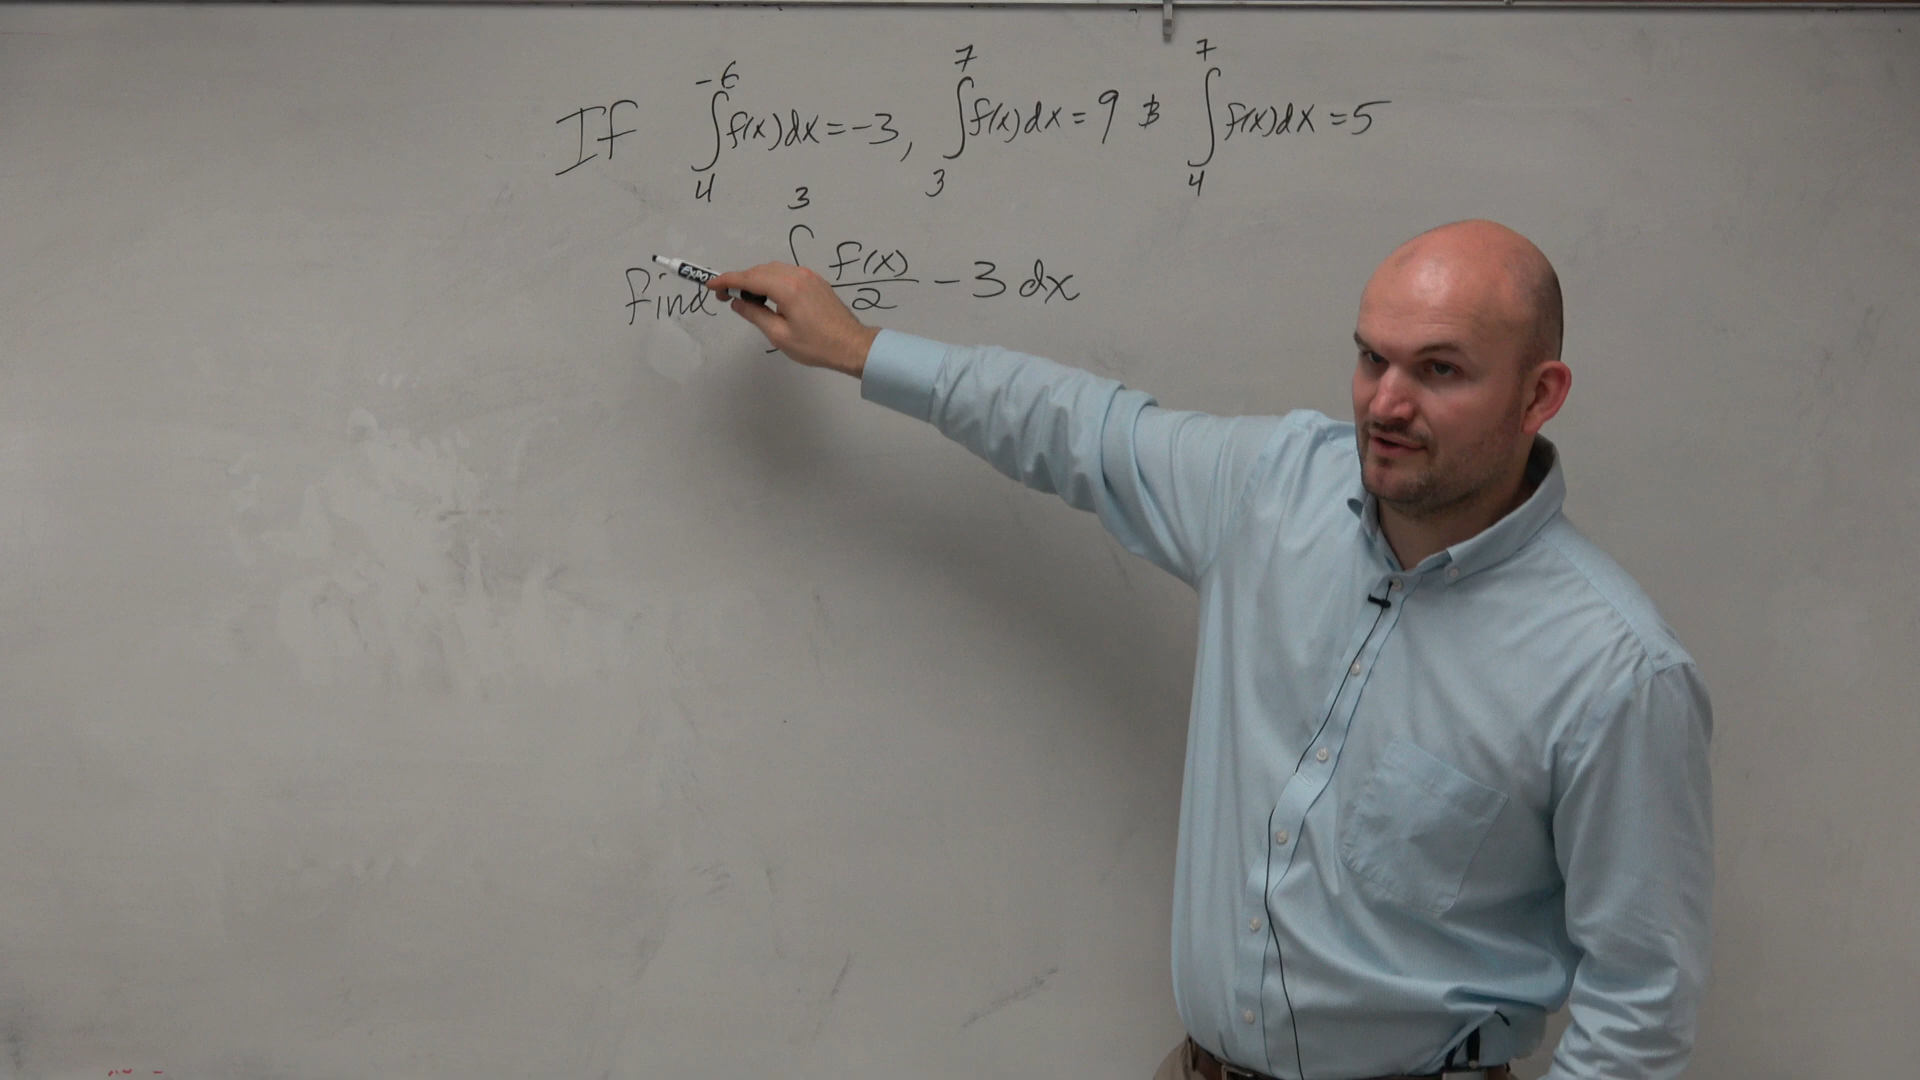 If ∫₄⁻⁶ f(x)dx = -3, ∫₃⁷ f(x)dx = 9 & ∫₄⁷ f(x)dx = 5
find ∫³ f(x)/2 - 3 dx
EXPO